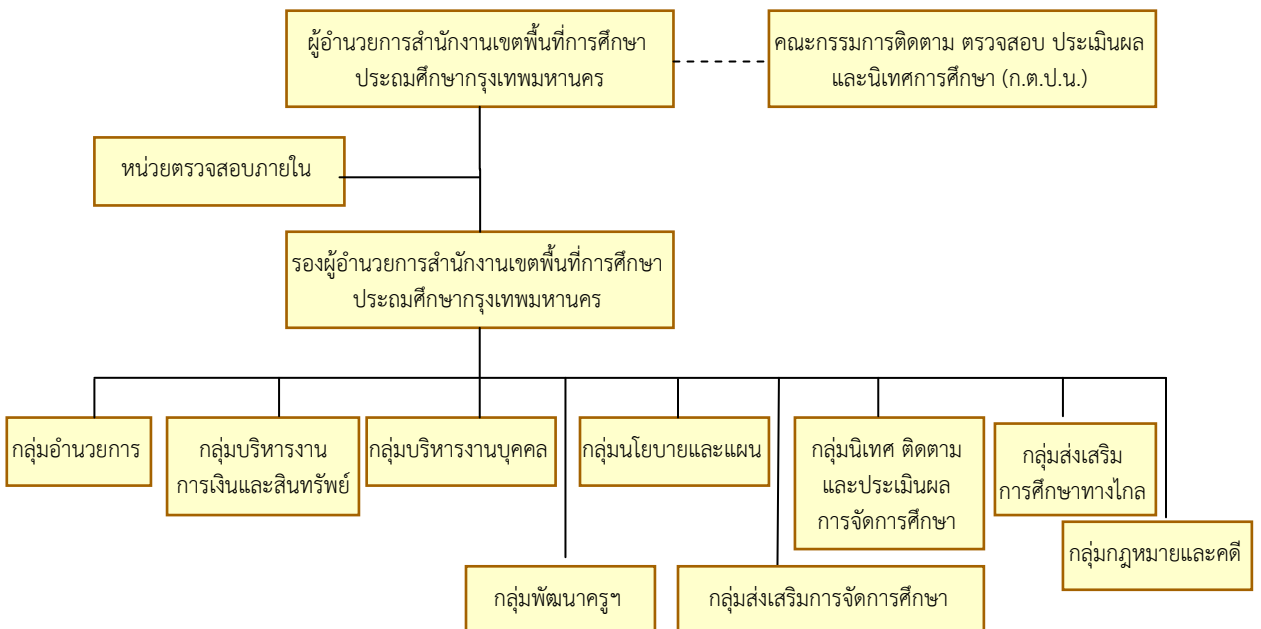 ผู้อำนวยการสำนักงานเขตพื้นที่การศึกษา
ประถมศึกษากรุงเทพมหานคร
คณะกรรมการติดตาม ตรวจสอบ ประเมินผล
และนิเทศการศึกษา (ก.ต.ป.น.)
หน่วยตรวจสอบภายใน
รองผู้อำนวยการสำนักงานเขตพื้นที่การศึกษา
ประถมศึกษากรุงเทพมหานคร
กลุ่มอำนวยการ
กลุ่มบริหารงาน
การเงินและสินทรัพย์
กลุ่มบริหารงานบุคคล
กลุ่มนโยบายและแผน
กลุ่มนิเทศ ติดตาม
และประเมินผล
การจัดการศึกษา
กลุ่มส่งเสริม
การศึกษาทางไกล
กลุ่มกฎหมายและคดี
กลุ่มพัฒนาครูฯ
กลุ่มส่งเสริมการจัดการศึกษา